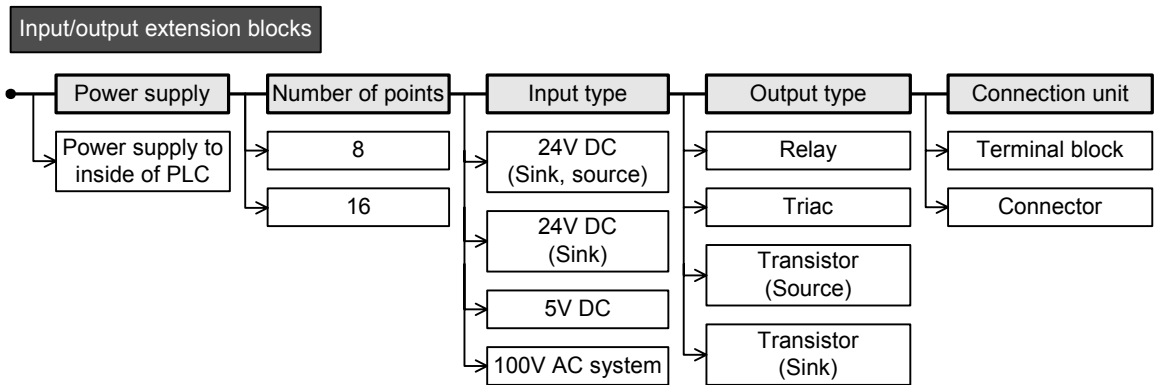 Input/output extension blocks
Power supply
Number of points
Input type
Output type
Connection unit
Power supply to
inside of PLC
8
16
24V DC
(Sink, source)
24V DC
(Sink)
5V DC
100V AC system
Relay
Triac
Transistor
(Source)
Transistor
(Sink)
Terminal block
Connector